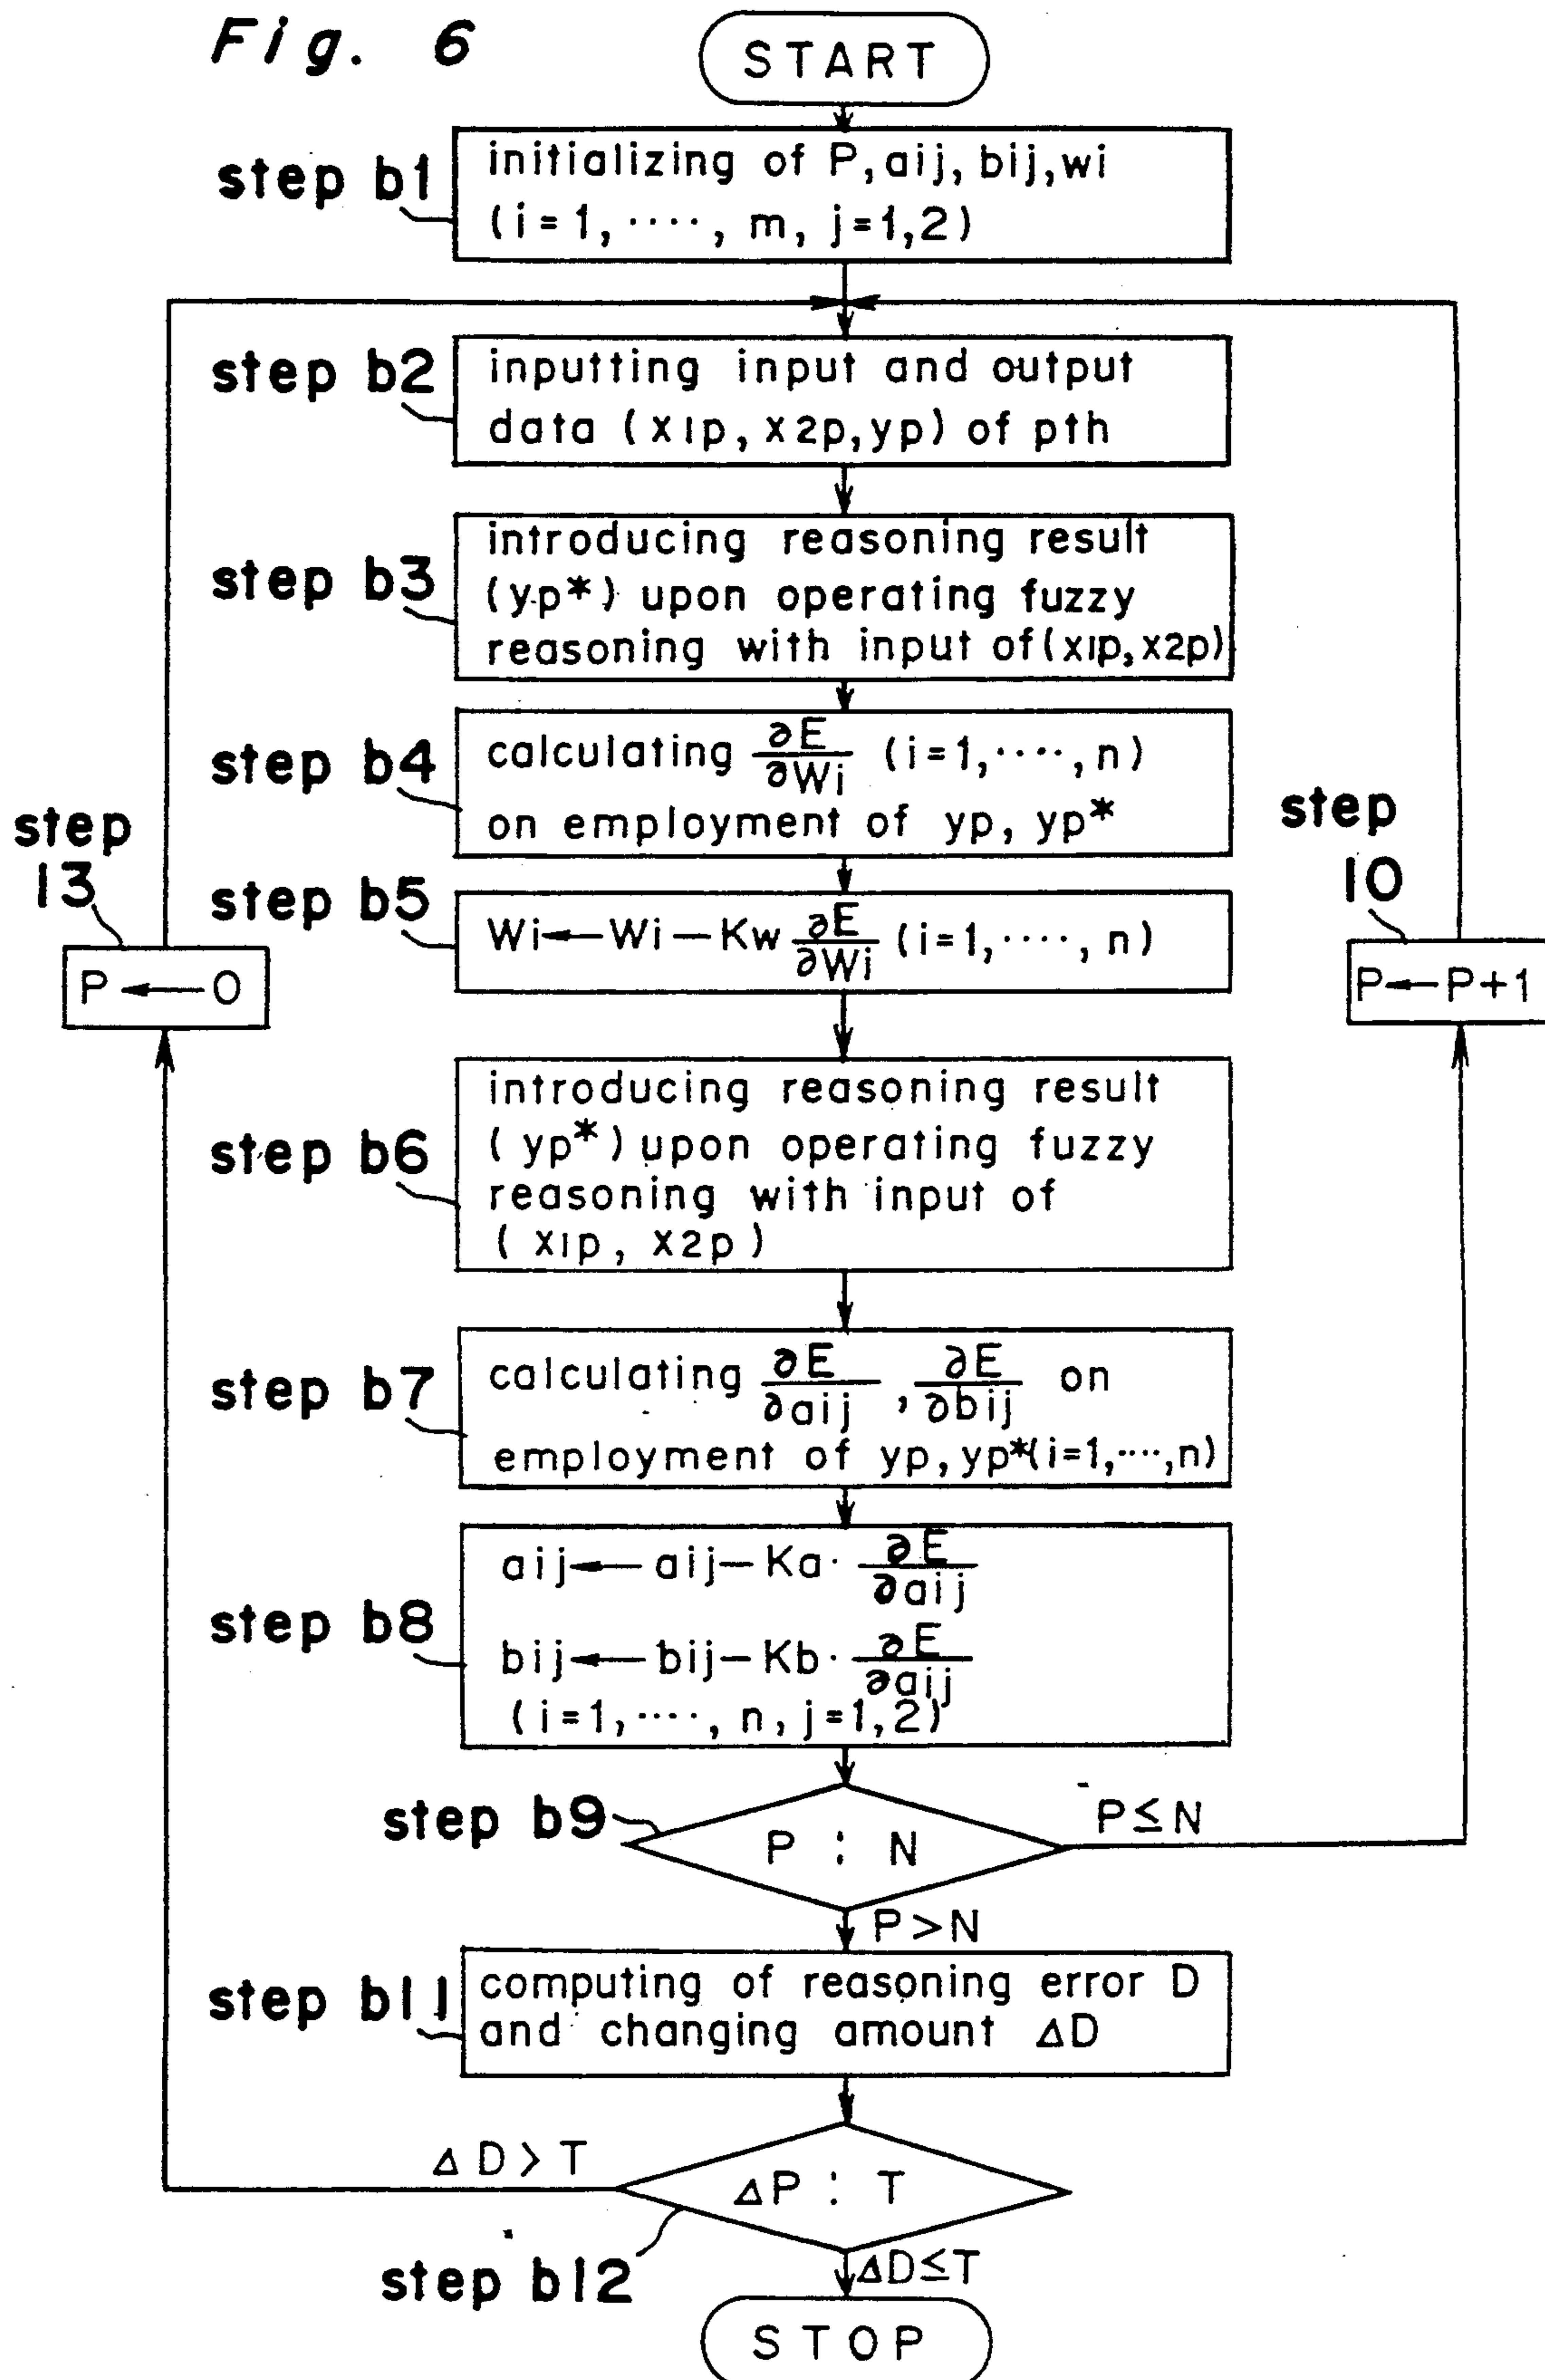 Fig. 6
START
step b1
initializing of P, aij, bij, wi
(i = 1, ····, m, j=1,2)
step b2
inputting input and output
data (x1p, x2p, yp) of pth
step b3
introducing reasoning result
(yp*) upon operating fuzzy
reasoning with input of (x1p, x2p)
step b4
calculating ∂E/∂Wi (i=1,····, n)
on employment of yp, yp*
step
13
P ← 0
step
10
P ← P+1
step b5
Wi ← Wi − Kw ∂E/∂Wi (i=1,····, n)
step b6
introducing reasoning result
(yp*) upon operating fuzzy
reasoning with input of
(x1p, x2p)
step b7
calculating ∂E/∂aij, ∂E/∂bij on
employment of yp, yp*(i=1,····,n)
step b8
aij ← aij − Ka · ∂E/∂aij
bij ← bij − Kb · ∂E/∂aij
(i=1,····, n, j=1,2)
step b9
P : N
P ≤ N
P > N
step b11
computing of reasoning error D
and changing amount ΔD
ΔD > T
ΔP : T
step b12
ΔD ≤ T
STOP